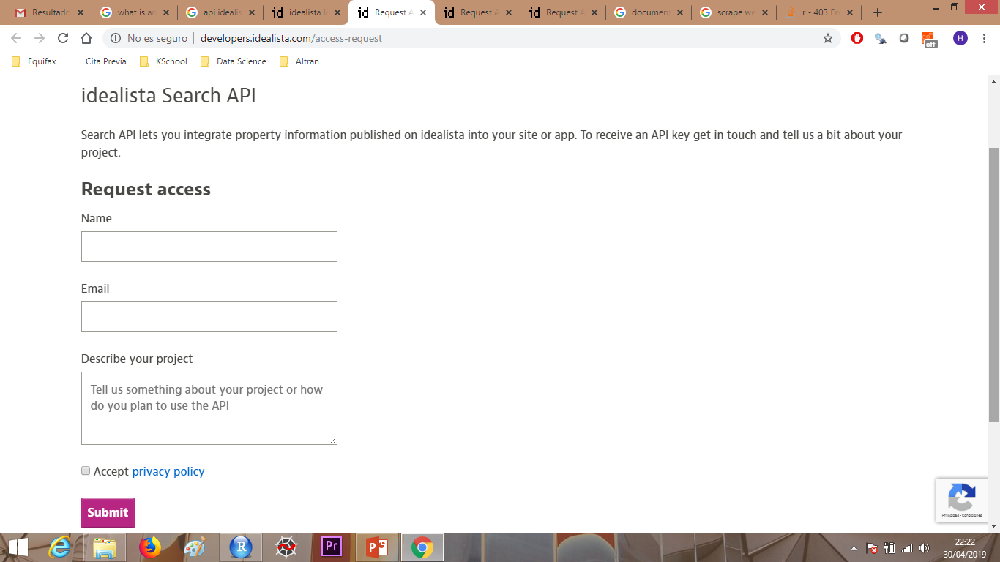 Resultado
what is an
api idealis
idealista l
Request A
Request A
Request A
document
scrape we
r - 403 Er
No es seguro
developers.idealista.com/access-request
off
H
Equifax
Cita Previa
KSchool
Data Science
Altran
idealista Search API
Search API lets you integrate property information published on idealista into your site or app. To receive an API key get in touch and tell us a bit about your
project.
Request access
Name
Email
Describe your project
Tell us something about your project or how
do you plan to use the API
Accept privacy policy
Submit
Privacidad - Condiciones
22:22
30/04/2019